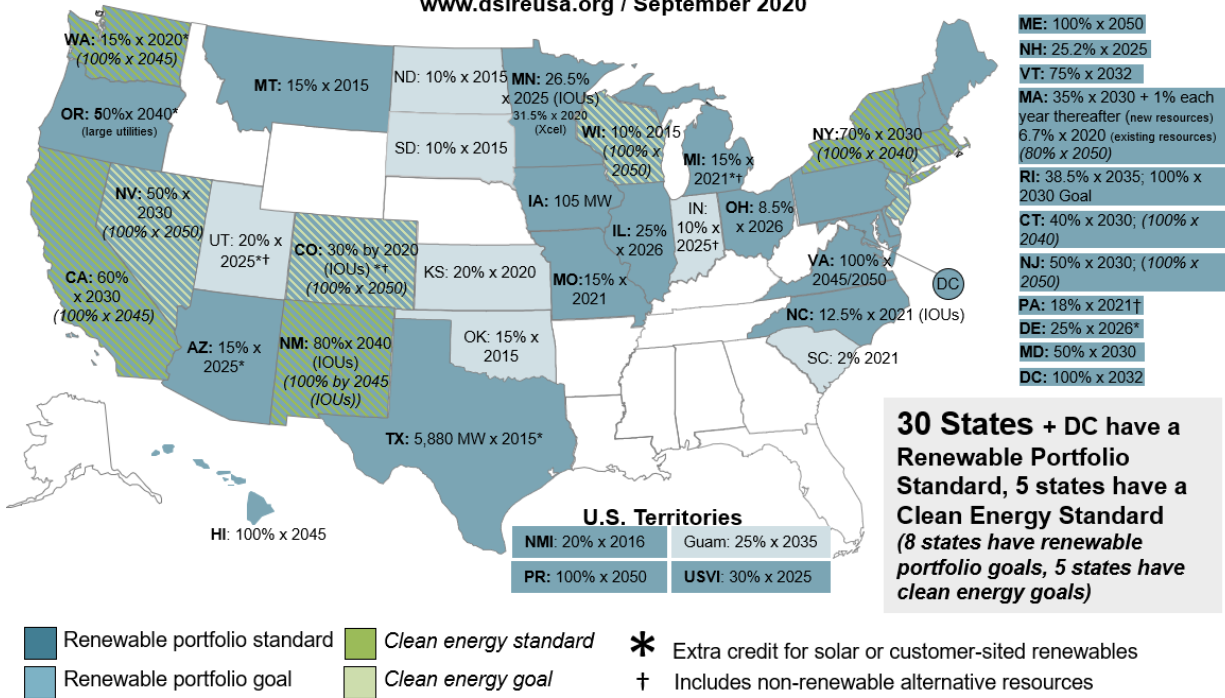 www.dsireusa.org / September 2020
WA: 15% x 2020*
(100% x 2045)
OR: 50%x 2040*
(large utilities)
CA: 60%
x 2030
(100% x 2045)
NV: 50% x
2030
(100% x 2050)
MT: 15% x 2015
UT: 20% x
2025*†
AZ: 15% x
2025*
CO: 30% by 2020
(IOUs) *†
(100% x 2050)
NM: 80%x 2040
(IOUs)
(100% by 2045
(IOUs))
ND: 10% x 2015
SD: 10% x 2015
KS: 20% x 2020
OK: 15% x
2015
TX: 5,880 MW x 2015*
MN: 26.5%
x 2025 (IOUs)
31.5% x 2020
(Xcel)
IA: 105 MW
MO:15% x
2021
WI: 10% 2015
(100% x
2050)
IL: 25%
x 2026
MI: 15% x
2021*†
IN:
10% x
2025†
OH: 8.5%
x 2026
NY:70% x 2030
(100% x 2040)
VA: 100% x
2045/2050
DC
NC: 12.5% x 2021 (IOUs)
SC: 2% 2021
HI: 100% x 2045
ME: 100% x 2050
NH: 25.2% x 2025
VT: 75% x 2032
MA: 35% x 2030 + 1% each
year thereafter (new resources)
6.7% x 2020 (existing resources)
(80% x 2050)
RI: 38.5% x 2035; 100% x
2030 Goal
CT: 40% x 2030; (100% x
2040)
NJ: 50% x 2030; (100% x
2050)
PA: 18% x 2021†
DE: 25% x 2026*
MD: 50% x 2030
DC: 100% x 2032
30 States + DC have a
Renewable Portfolio
Standard, 5 states have a
Clean Energy Standard
(8 states have renewable
portfolio goals, 5 states have
clean energy goals)
U.S. Territories
NMI: 20% x 2016
Guam: 25% x 2035
PR: 100% x 2050
USVI: 30% x 2025
Renewable portfolio standard
Clean energy standard
* Extra credit for solar or customer-sited renewables
Renewable portfolio goal
Clean energy goal
† Includes non-renewable alternative resources